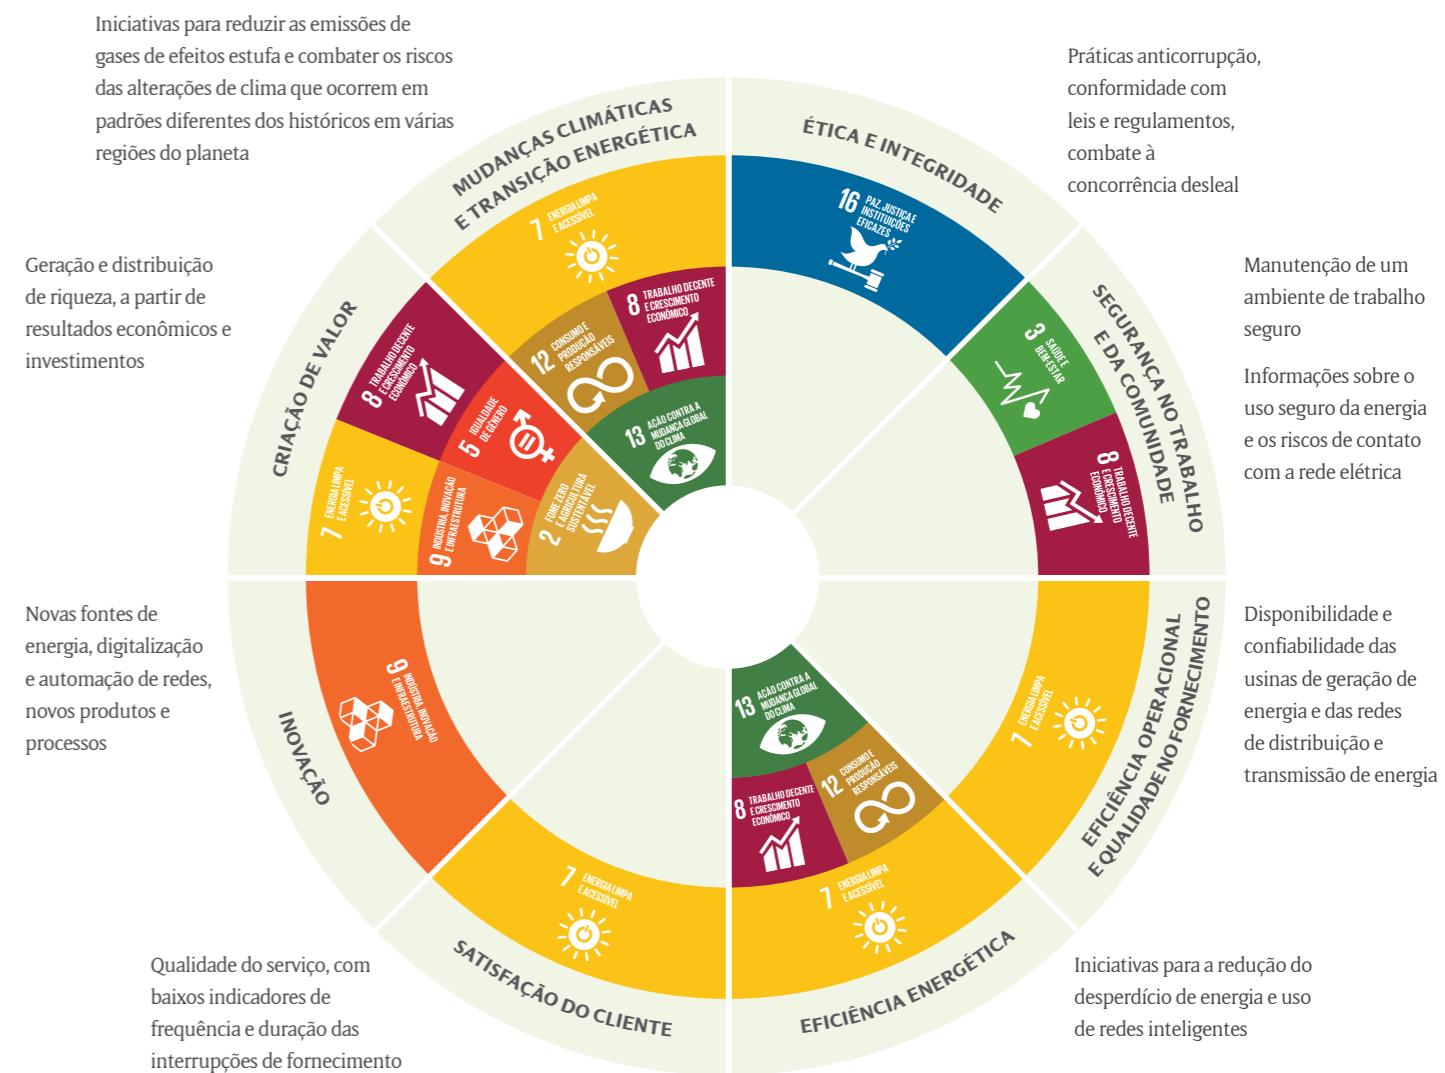 Iniciativas para reduzir as emissões de
gases de efeitos estufa e combater os riscos
das alterações de clima que ocorrem em
padrões diferentes dos históricos em várias
regiões do planeta
MUDANÇAS CLIMÁTICAS
E TRANSIÇÃO ENERGÉTICA
7 ENERGIA LIMPA
E ACESSÍVEL
12 CONSUMO E
PRODUÇÃO
RESPONSÁVEIS
8 TRABALHO DECENTE
E CRESCIMENTO
ECONÔMICO
13 AÇÃO CONTRA A
MUDANÇA GLOBAL
DO CLIMA
Práticas anticorrupção,
conformidade com
leis e regulamentos,
combate à
concorrência desleal
ÉTICA E INTEGRIDADE
16 PAZ, JUSTIÇA E
INSTITUIÇÕES
EFICAZES
Manutenção de um
ambiente de trabalho
seguro
Informações sobre o
uso seguro da energia
e os riscos de contato
com a rede elétrica
SEGURANÇA NO TRABALHO
E DA COMUNIDADE
3 SAÚDE E
BEM-ESTAR
8 TRABALHO DECENTE
E CRESCIMENTO
ECONÔMICO
Disponibilidade e
confiabilidade das
usinas de geração de
energia e das redes
de distribuição e
transmissão de energia
EFICIÊNCIA OPERACIONAL
E QUALIDADE NO FORNECIMENTO
7 ENERGIA LIMPA
E ACESSÍVEL
Iniciativas para a redução do
desperdício de energia e uso
de redes inteligentes
EFICIÊNCIA ENERGÉTICA
13 AÇÃO CONTRA A
MUDANÇA GLOBAL
DO CLIMA
8 TRABALHO DECENTE
E CRESCIMENTO
ECONÔMICO
12 CONSUMO E
PRODUÇÃO
RESPONSÁVEIS
7 ENERGIA LIMPA
E ACESSÍVEL
Qualidade do serviço, com
baixos indicadores de
frequência e duração das
interrupções de fornecimento
SATISFAÇÃO DO CLIENTE
7 ENERGIA LIMPA
E ACESSÍVEL
Novas fontes de
energia, digitalização
e automação de redes,
novos produtos e
processos
INOVAÇÃO
9 INDÚSTRIA, INOVAÇÃO
E INFRAESTRUTURA
Geração e distribuição
de riqueza, a partir de
resultados econômicos e
investimentos
CRIAÇÃO DE VALOR
8 TRABALHO DECENTE
E CRESCIMENTO
ECONÔMICO
7 ENERGIA LIMPA
E ACESSÍVEL
5 IGUALDADE
DE GÊNERO
9 INDÚSTRIA, INOVAÇÃO
E INFRAESTRUTURA
2 FOME ZERO
E AGRICULTURA
SUSTENTÁVEL